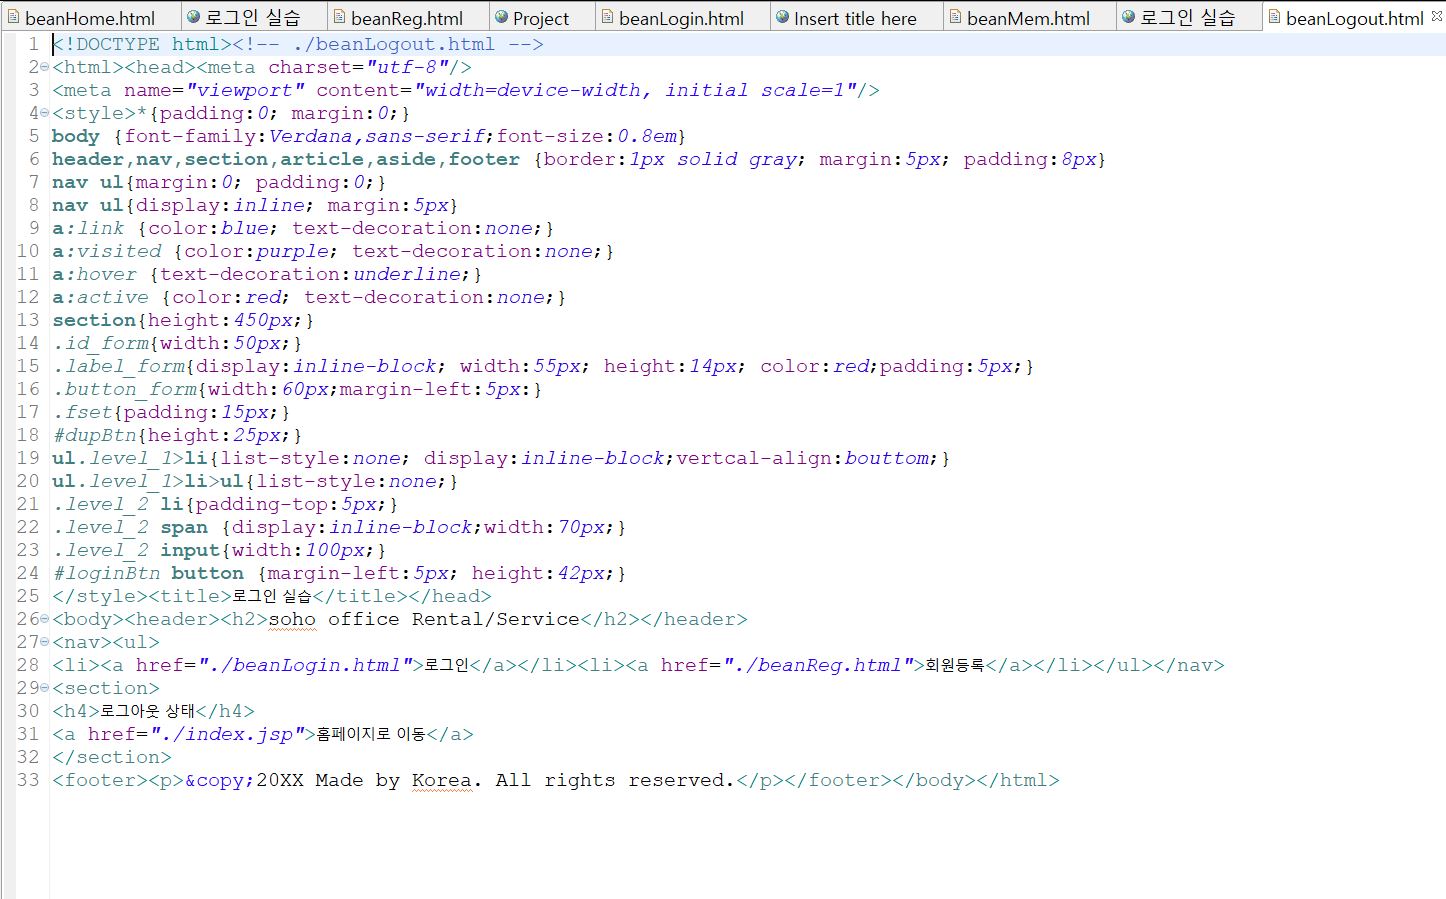 beanHome.html 로그인 실습 beanReg.html Project beanLogin.html Insert title here beanMem.html 로그인 실습 beanLogout.html
1 <!DOCTYPE html><!-- ./beanLogout.html -->
2 <html><head><meta charset="utf-8"/>
3 <meta name="viewport" content="width=device-width, initial scale=1"/>
4 <style>*{padding:0; margin:0;}
5 body {font-family:Verdana,sans-serif;font-size:0.8em}
6 header,nav,section,article,aside,footer {border:1px solid gray; margin:5px; padding:8px}
7 nav ul{margin:0; padding:0;}
8 nav ul{display:inline; margin:5px}
9 a:link {color:blue; text-decoration:none;}
10 a:visited {color:purple; text-decoration:none;}
11 a:hover {text-decoration:underline;}
12 a:active {color:red; text-decoration:none;}
13 section{height:450px;}
14 .id_form{width:50px;}
15 .label_form{display:inline-block; width:55px; height:14px; color:red;padding:5px;}
16 .button_form{width:60px;margin-left:5px:}
17 .fset{padding:15px;}
18 #dupBtn{height:25px;}
19 ul.level_1>li{list-style:none; display:inline-block;vertcal-align:bouttom;}
20 ul.level_1>li>ul{list-style:none;}
21 .level_2 li{padding-top:5px;}
22 .level_2 span {display:inline-block;width:70px;}
23 .level_2 input{width:100px;}
24 #loginBtn button {margin-left:5px; height:42px;}
25 </style><title>로그인 실습</title></head>
26 <body><header><h2>soho office Rental/Service</h2></header>
27 <nav><ul>
28 <li><a href="./beanLogin.html">로그인</a></li><li><a href="./beanReg.html">회원등록</a></li></ul></nav>
29 <section>
30 <h4>로그아웃 상태</h4>
31 <a href="./index.jsp">홈페이지로 이동</a>
32 </section>
33 <footer><p>&copy;20XX Made by Korea. All rights reserved.</p></footer></body></html>